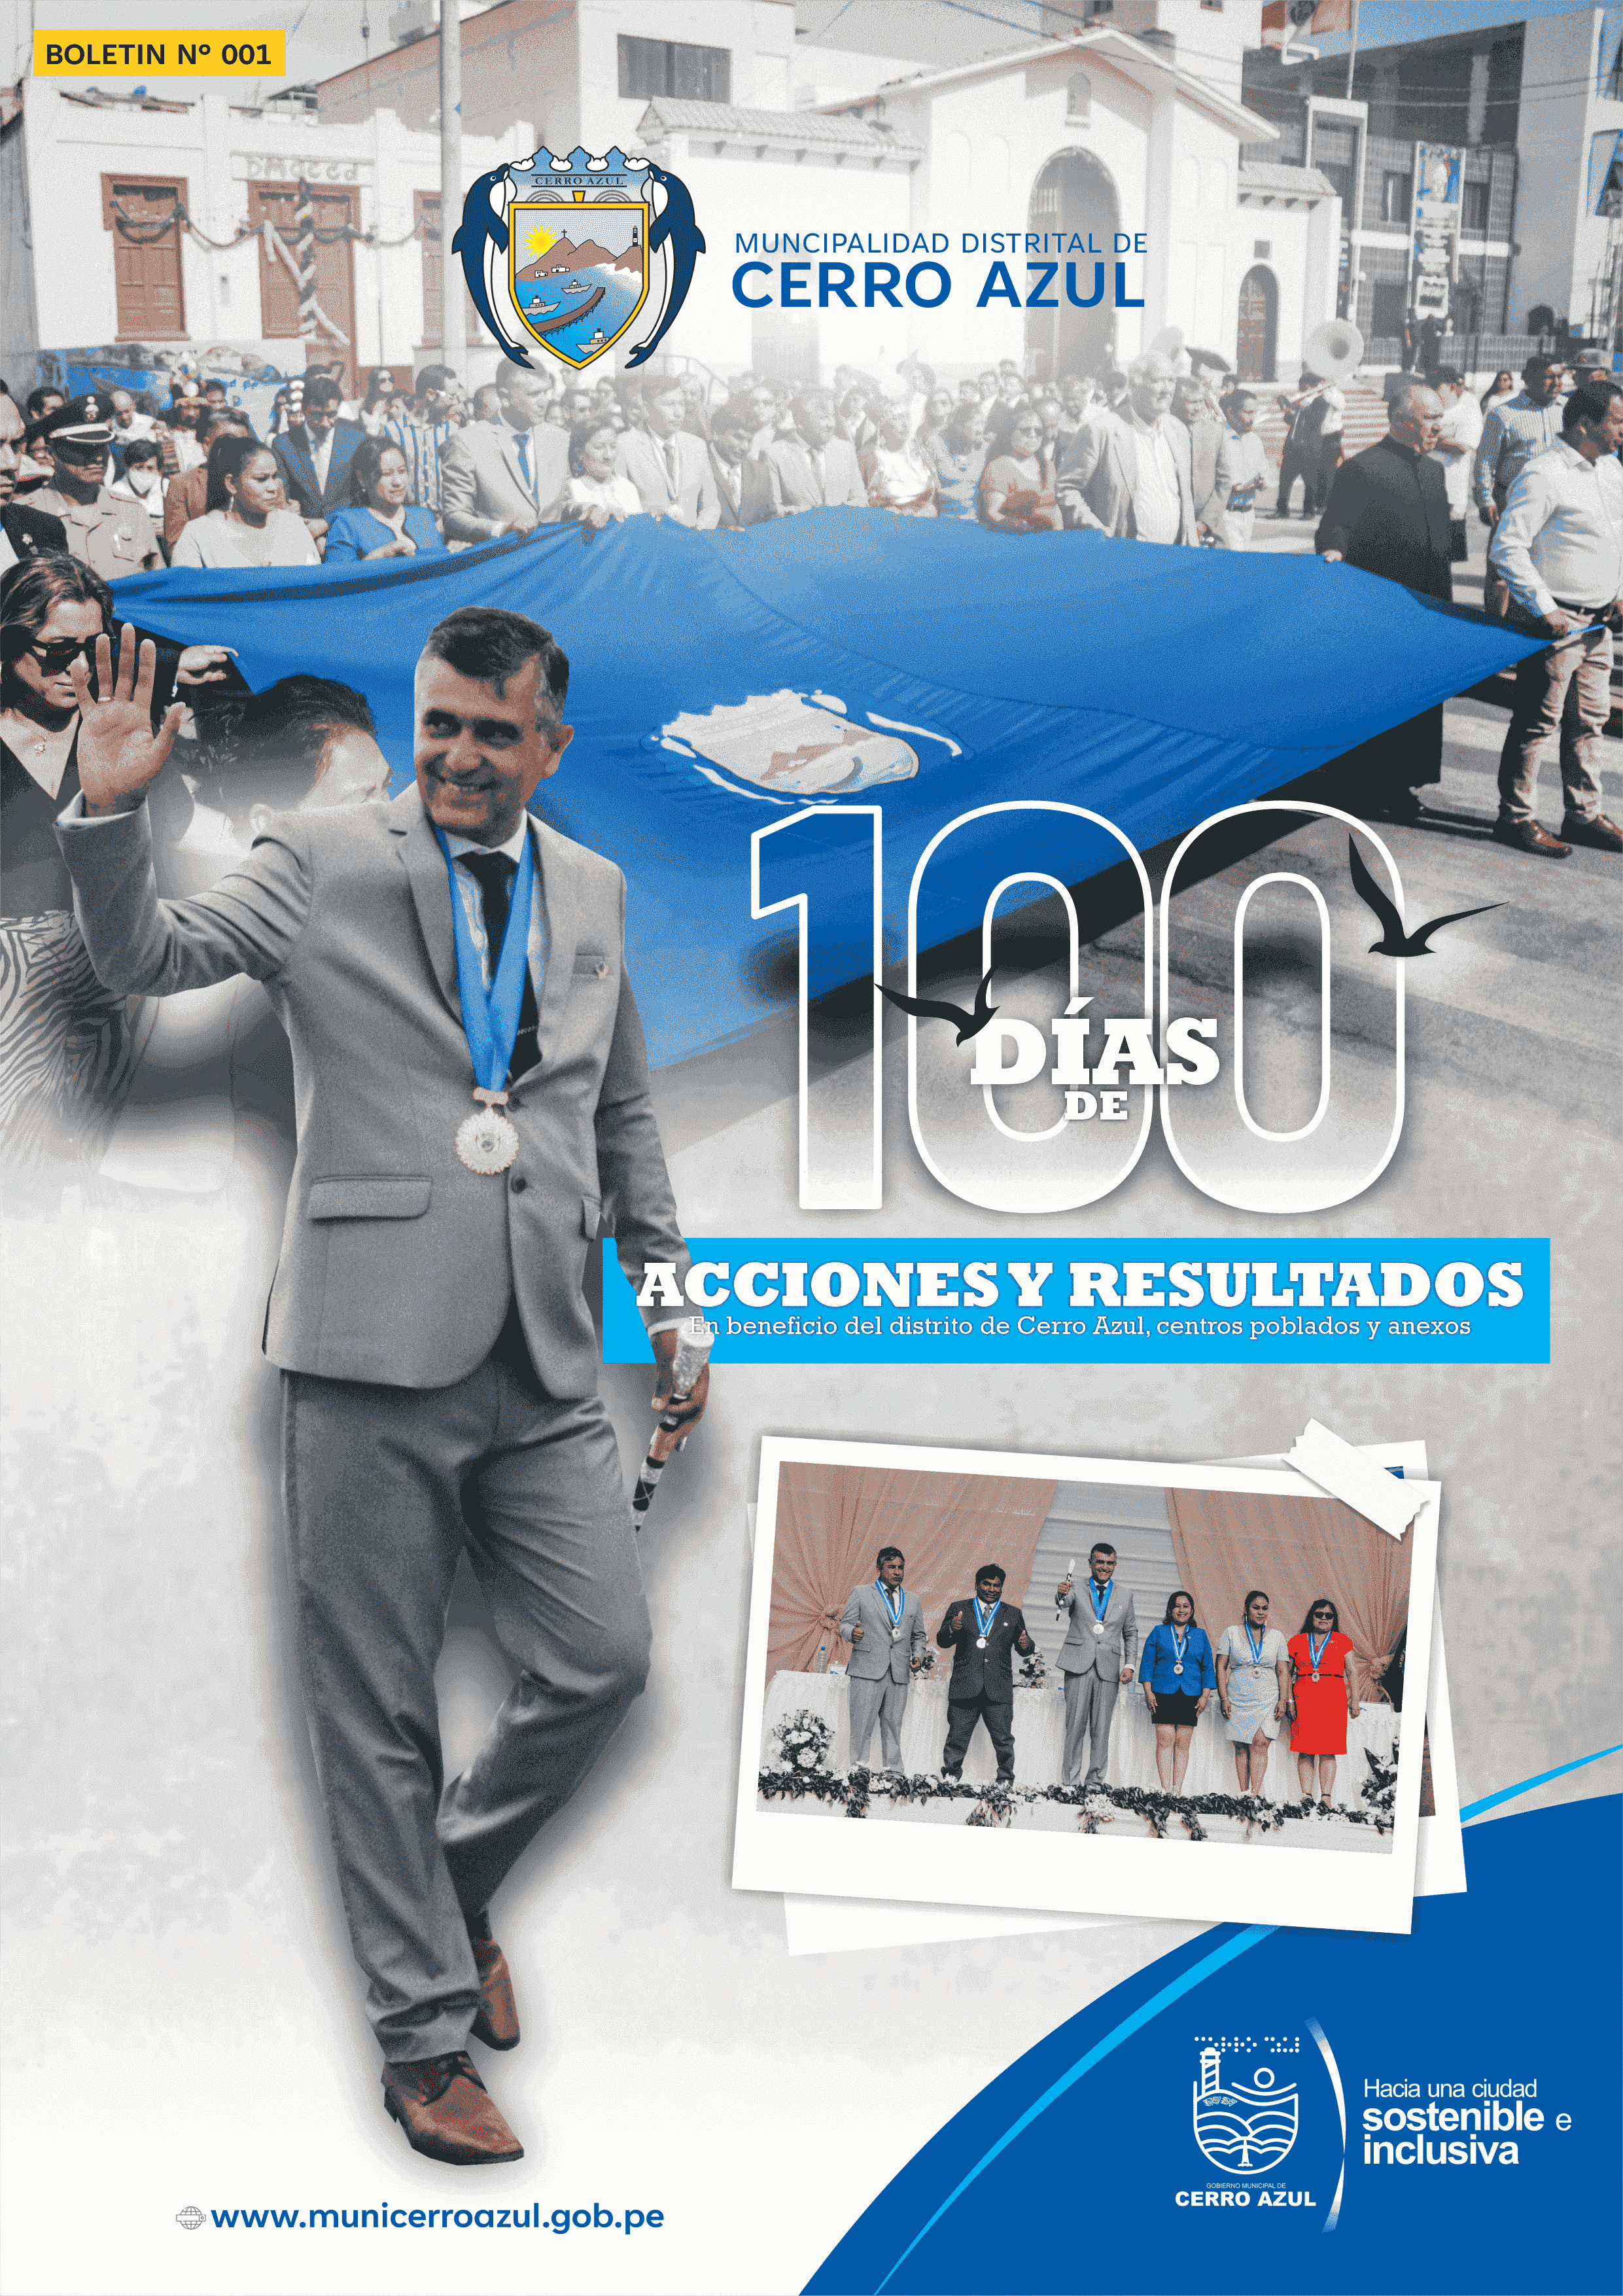 BOLETIN Nº 001
CERRO AZUL
MUNCIPALIDAD DISTRITAL DE
CERRO AZUL
100
DÍAS
DE
ACCIONES Y RESULTADOS
En beneficio del distrito de Cerro Azul, centros poblados y anexos
Hacia una ciudad
sostenible e
inclusiva
GOBIERNO MUNICIPAL DE
CERRO AZUL
www.municerroazul.gob.pe